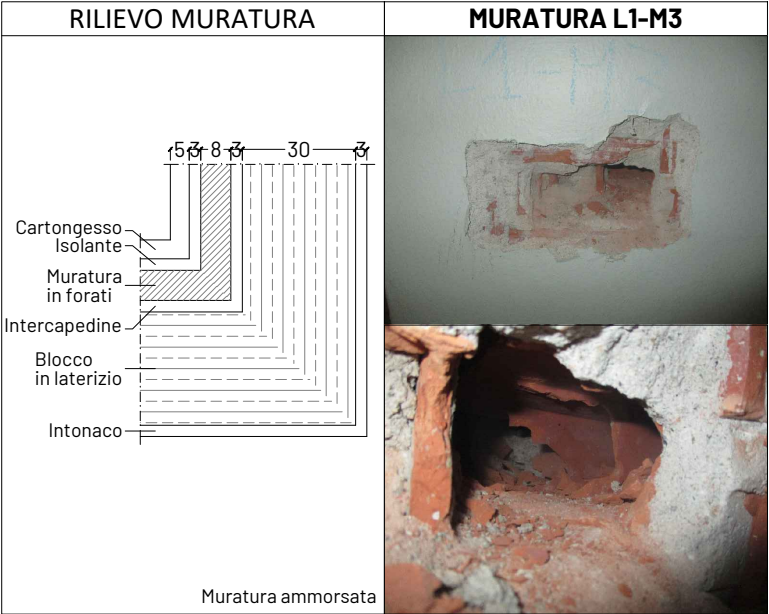 RILIEVO MURATURA
MURATURA L1-M3
5 3 8 3 30 3
Cartongesso
Isolante
Muratura
in forati
Intercapedine
Blocco
in laterizio
Intonaco
Muratura ammorsata